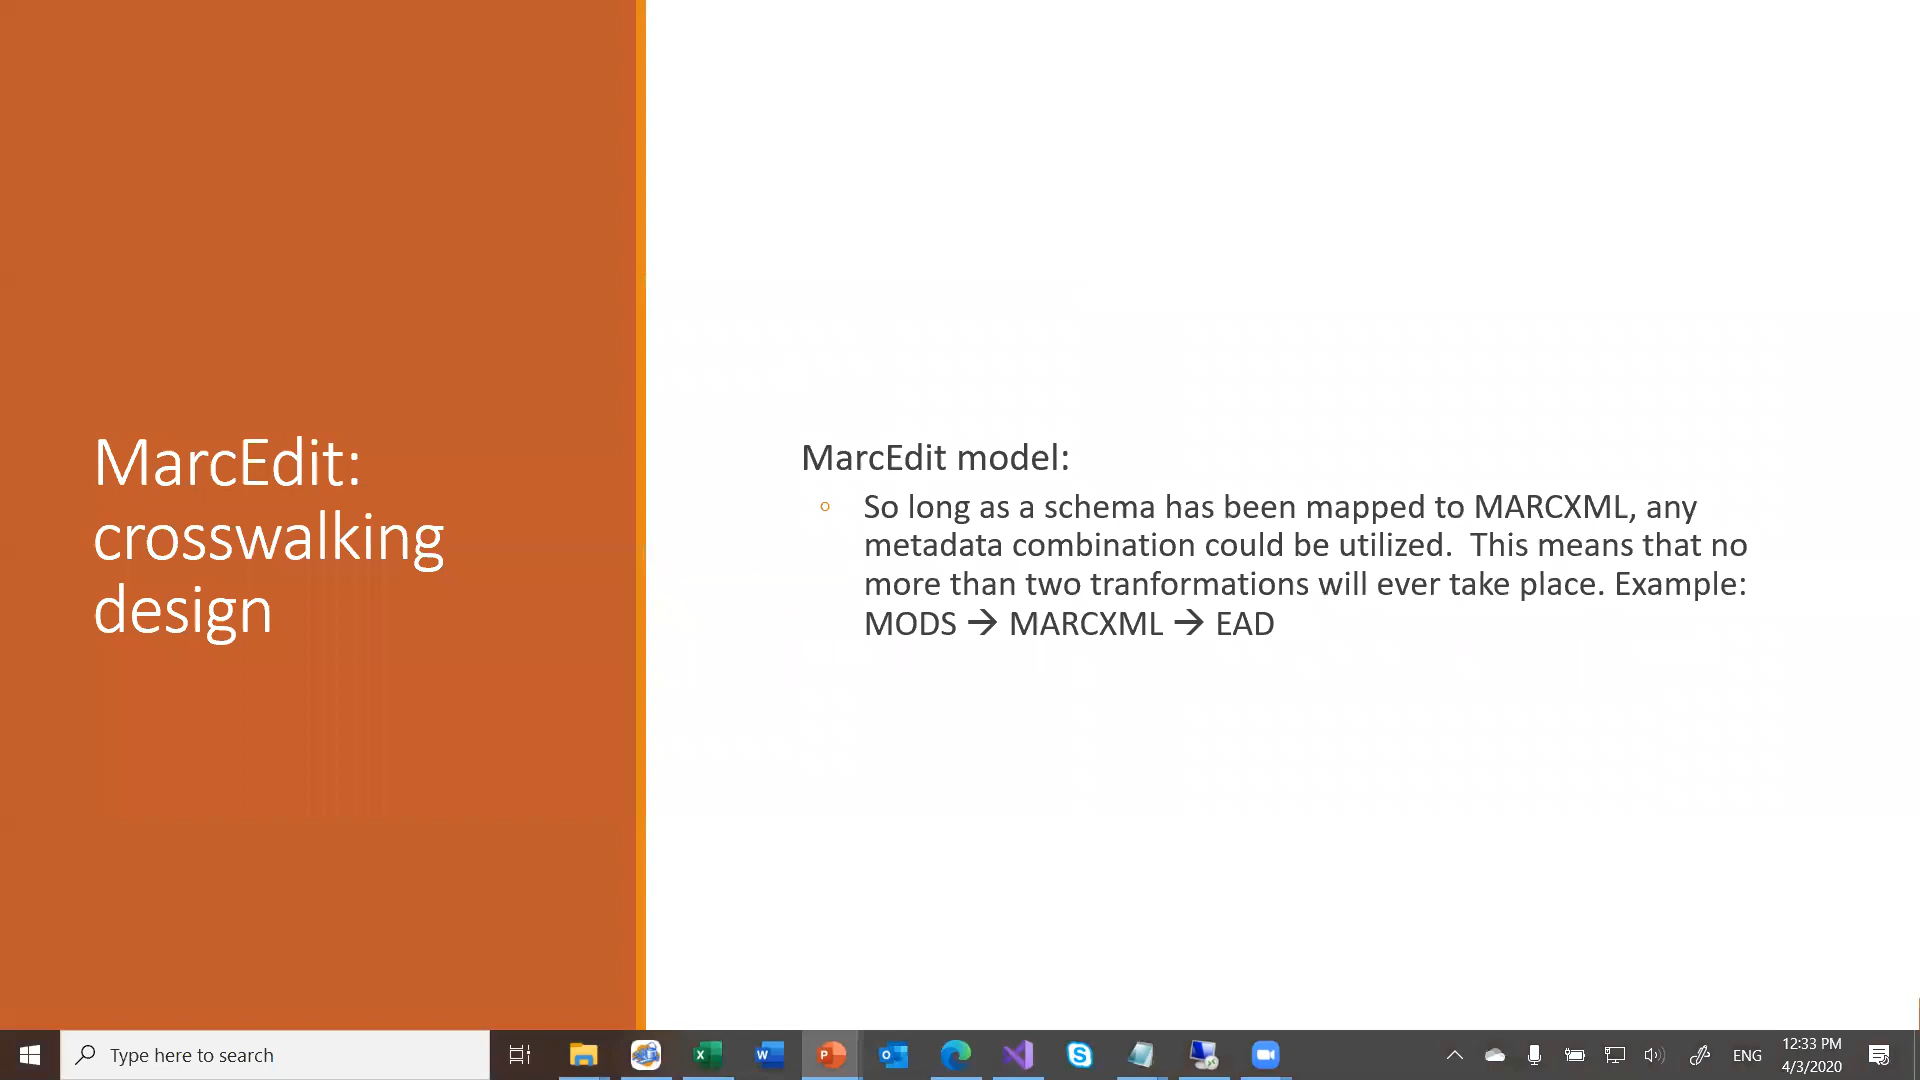 MarcEdit:
crosswalking
design
MarcEdit model:
◦ So long as a schema has been mapped to MARCXML, any
metadata combination could be utilized.  This means that no
more than two tranformations will ever take place. Example:
MODS → MARCXML → EAD
Type here to search
ENG
12:33 PM
4/3/2020